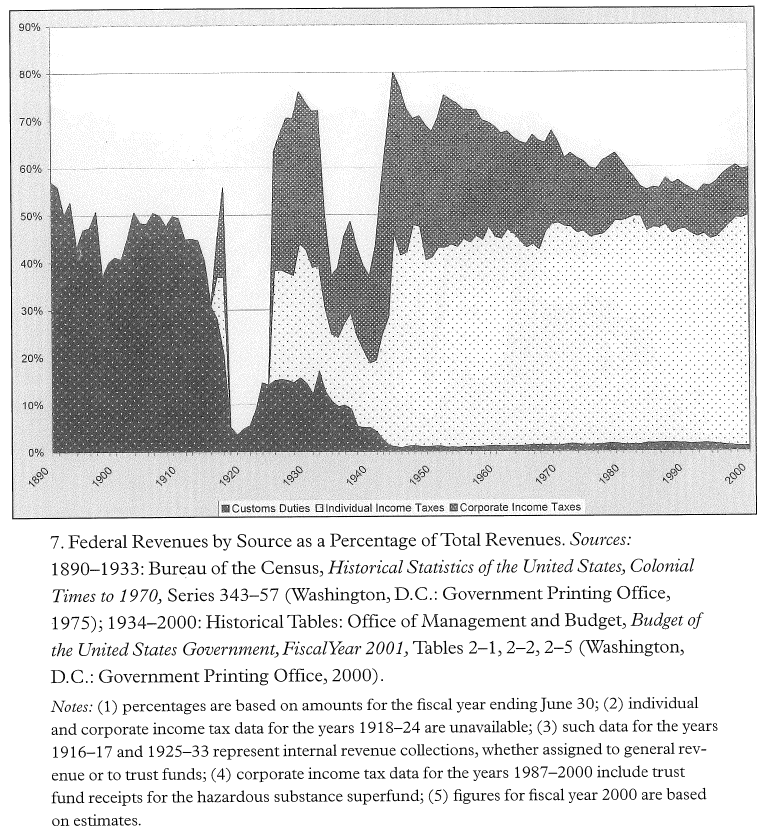 90%
80%
70%
60%
50%
40%
30%
20%
10%
0%
1890 1900 1910 1920 1930 1940 1950 1960 1970 1980 1990 2000
Customs Duties Individual Income Taxes Corporate Income Taxes
7. Federal Revenues by Source as a Percentage of Total Revenues. Sources:
1890–1933: Bureau of the Census, Historical Statistics of the United States, Colonial
Times to 1970, Series 343–57 (Washington, D.C.: Government Printing Office,
1975); 1934–2000: Historical Tables: Office of Management and Budget, Budget of
the United States Government, Fiscal Year 2001, Tables 2–1, 2–2, 2–5 (Washington,
D.C.: Government Printing Office, 2000).
Notes: (1) percentages are based on amounts for the fiscal year ending June 30; (2) individual
and corporate income tax data for the years 1918–24 are unavailable; (3) such data for the years
1916–17 and 1925–33 represent internal revenue collections, whether assigned to general rev-
enue or to trust funds; (4) corporate income tax data for the years 1987–2000 include trust
fund receipts for the hazardous substance superfund; (5) figures for fiscal year 2000 are based
on estimates.